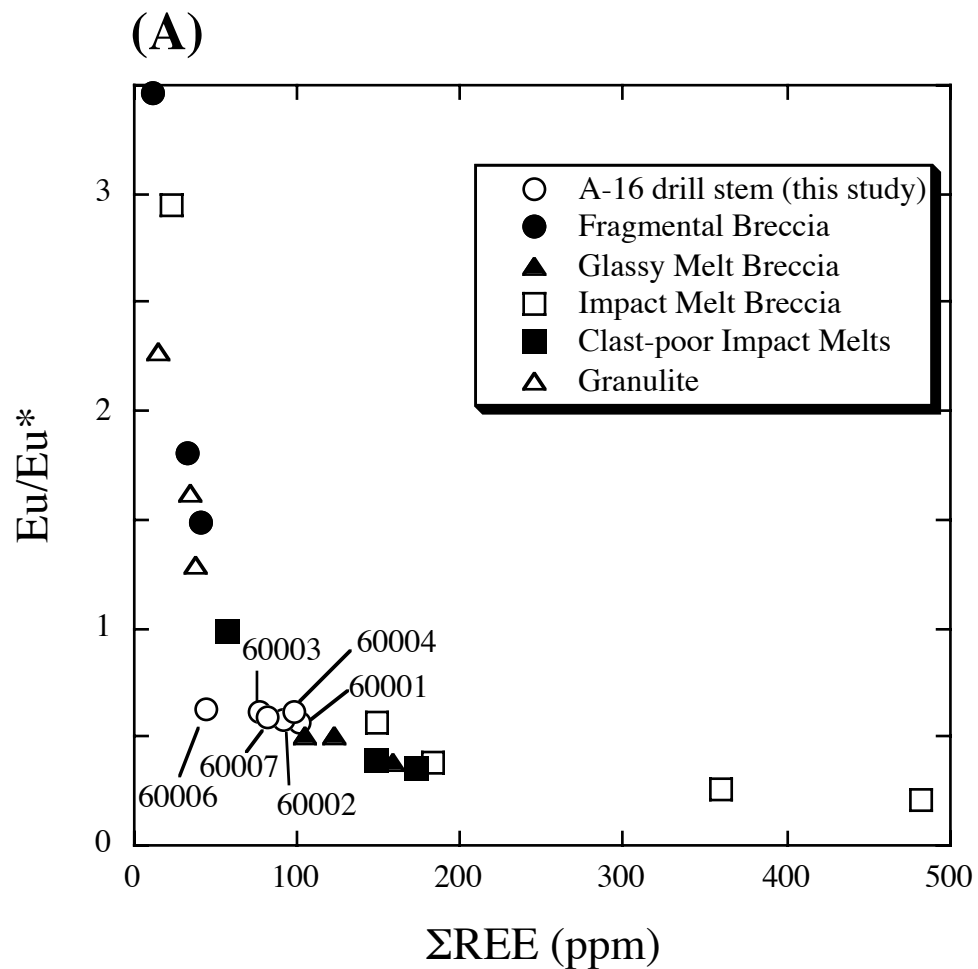 (A)
3
2
1
0
Eu/Eu*
A-16 drill stem (this study)
Fragmental Breccia
Glassy Melt Breccia
Impact Melt Breccia
Clast-poor Impact Melts
Granulite
60003
60004
60001
60007
60006
60002
0
100
200
300
400
500
ΣREE (ppm)